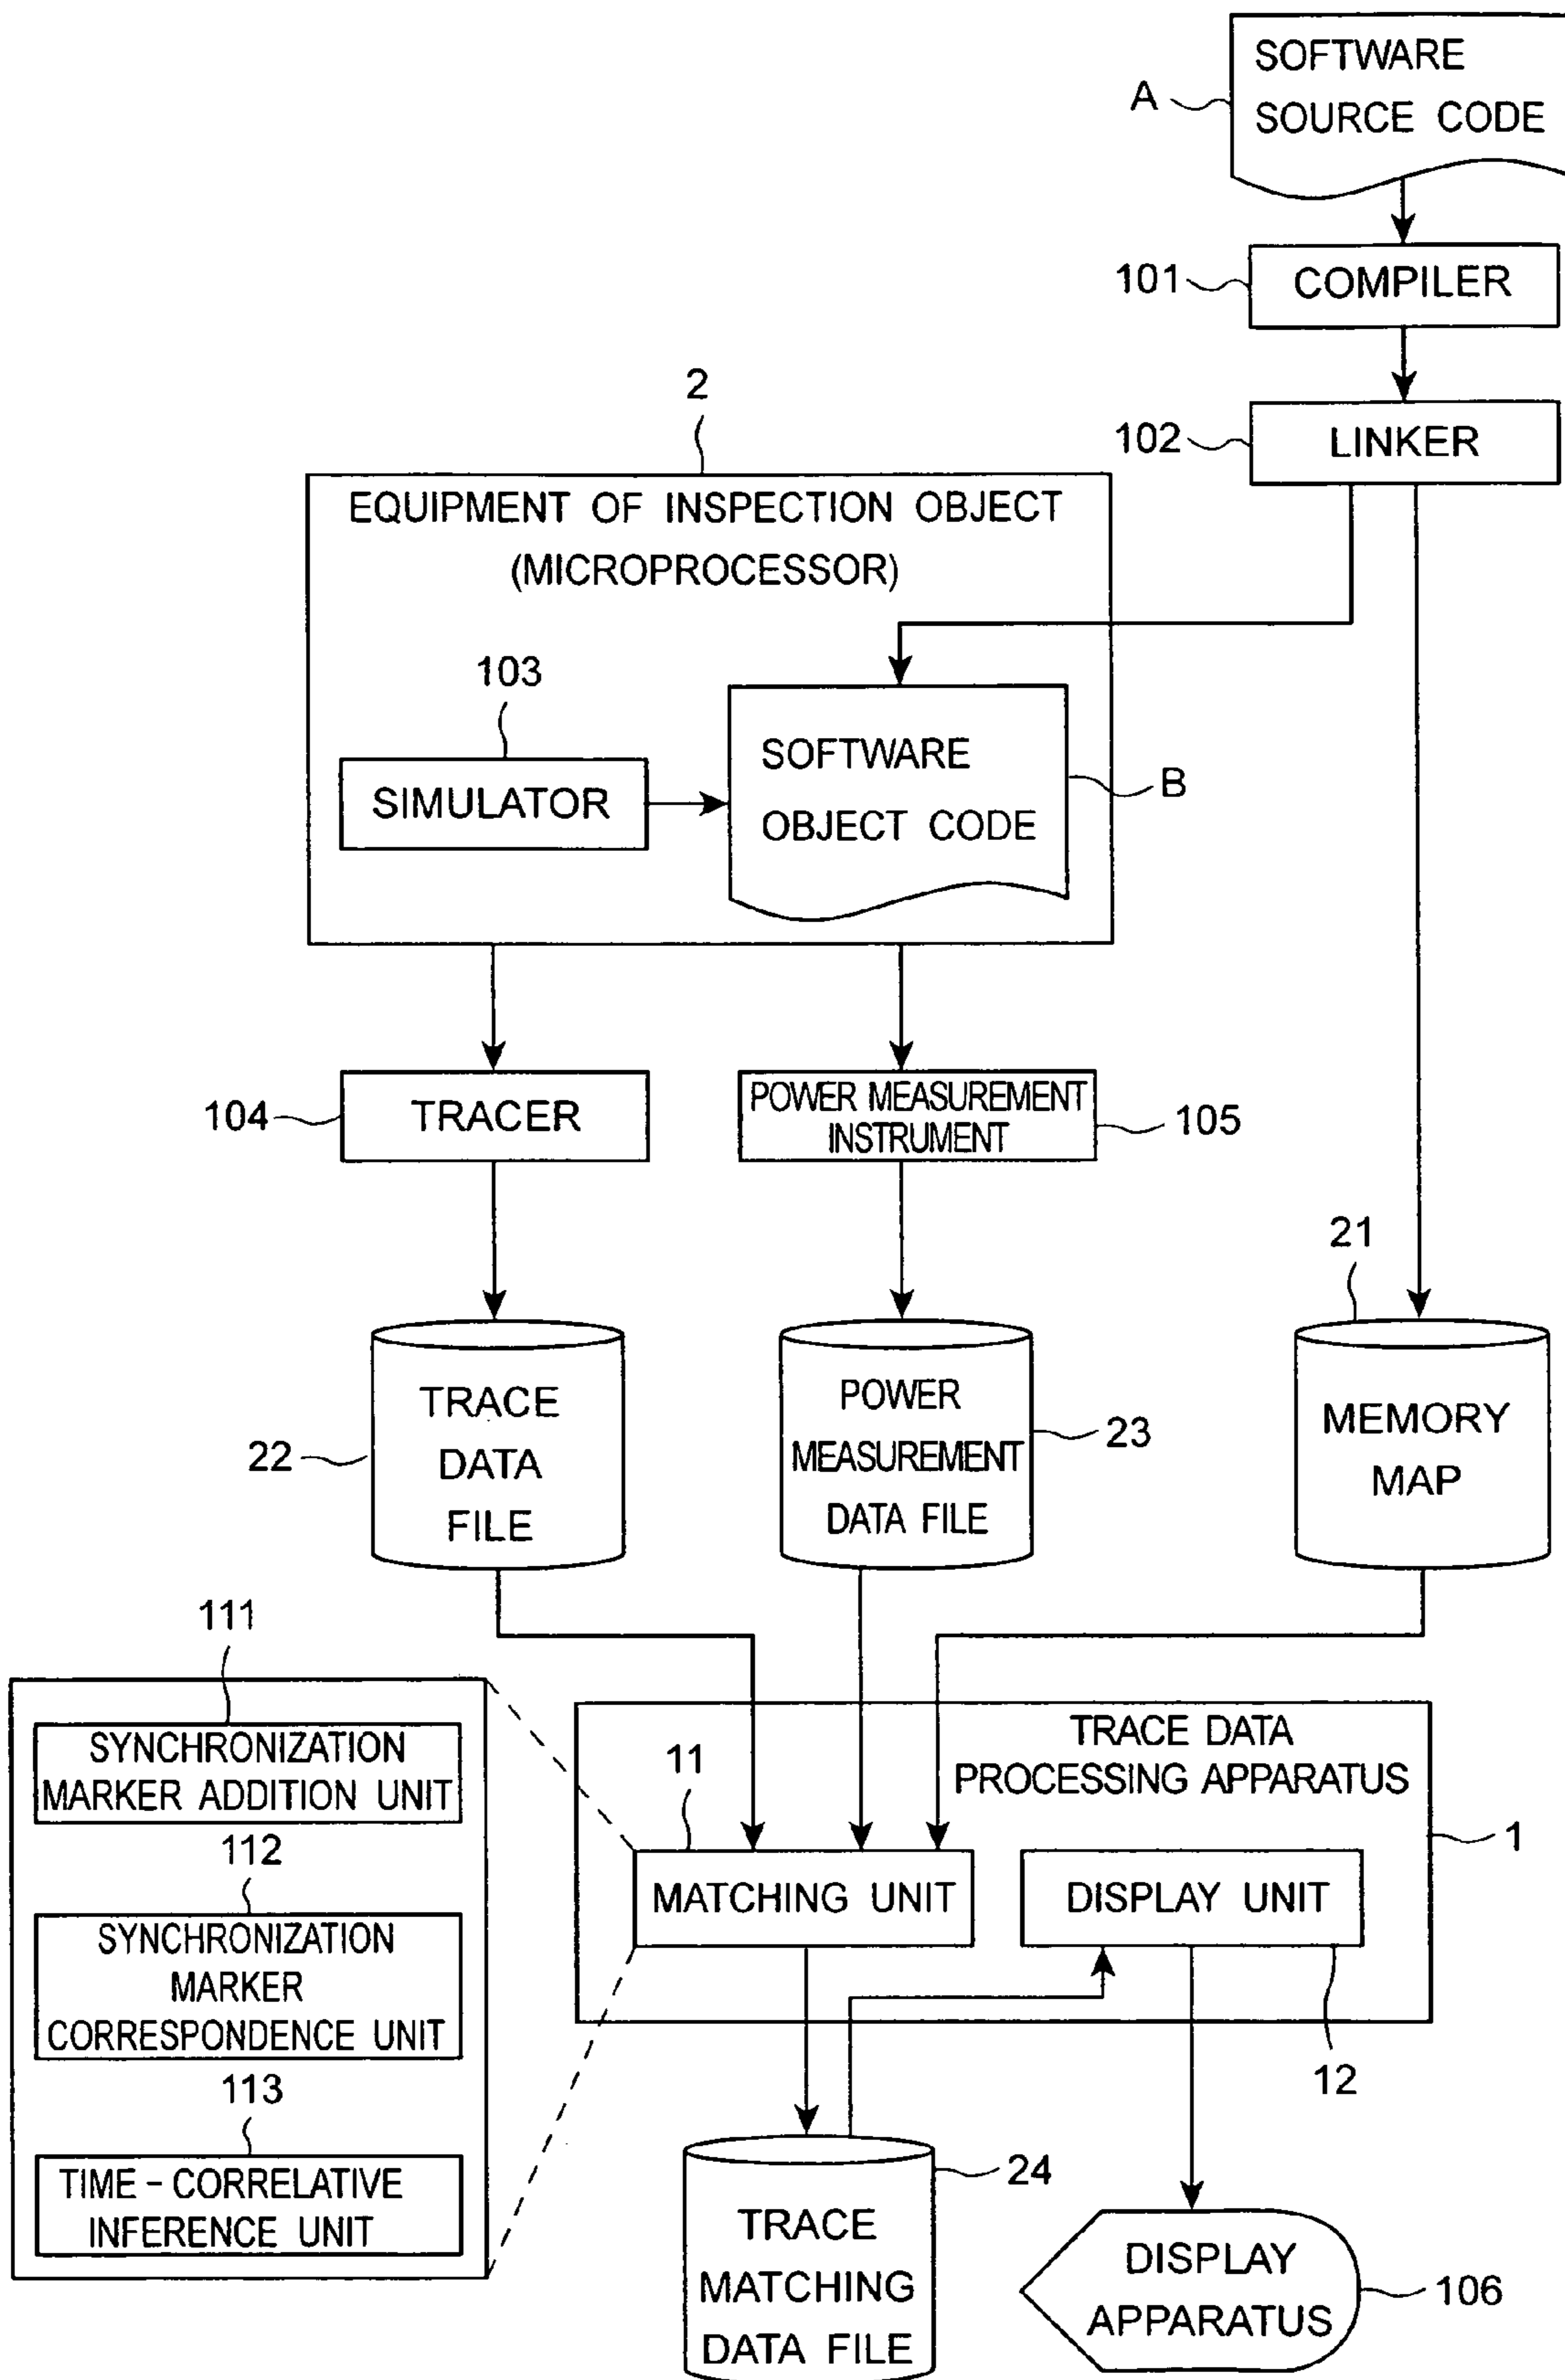 SOFTWARE
SOURCE CODE
A
101
COMPILER
102
LINKER
2
EQUIPMENT OF INSPECTION OBJECT
(MICROPROCESSOR)
103
SIMULATOR
SOFTWARE
OBJECT CODE
B
104
TRACER
POWER MEASUREMENT
INSTRUMENT
105
21
22
TRACE
DATA
FILE
POWER
MEASUREMENT
DATA FILE
23
MEMORY
MAP
111
SYNCHRONIZATION
MARKER ADDITION UNIT
112
SYNCHRONIZATION
MARKER
CORRESPONDENCE UNIT
113
TIME - CORRELATIVE
INFERENCE UNIT
TRACE DATA
PROCESSING APPARATUS
1
11
MATCHING UNIT
DISPLAY UNIT
12
24
TRACE
MATCHING
DATA FILE
DISPLAY
APPARATUS
106